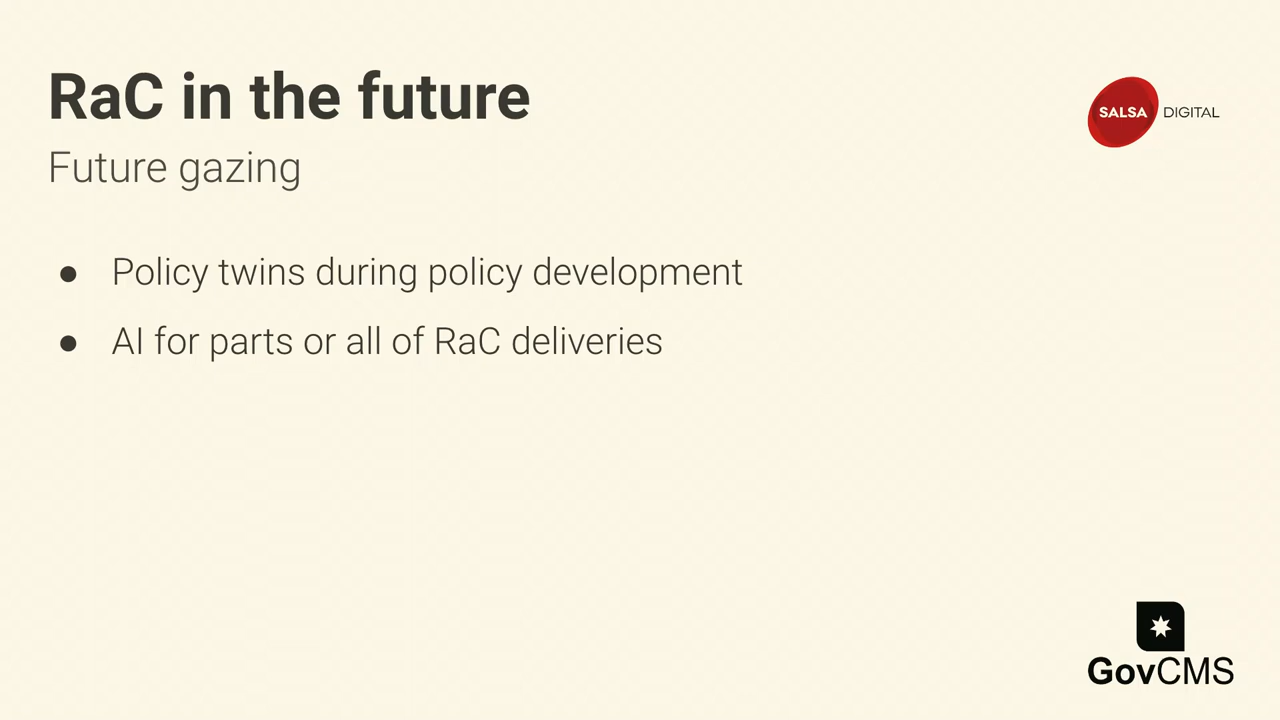 RaC in the future
SALSA DIGITAL
Future gazing
● Policy twins during policy development
● AI for parts or all of RaC deliveries
GovCMS